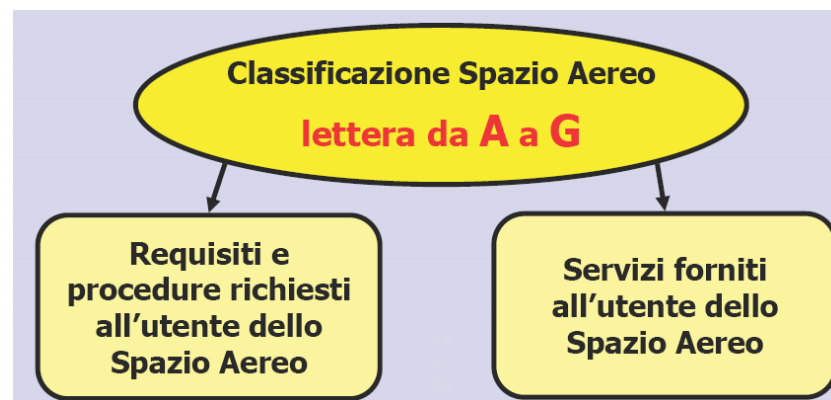 Classificazione Spazio Aereo
lettera da A a G
Requisiti e
procedure richiesti
all’utente dello
Spazio Aereo
Servizi forniti
all’utente dello
Spazio Aereo